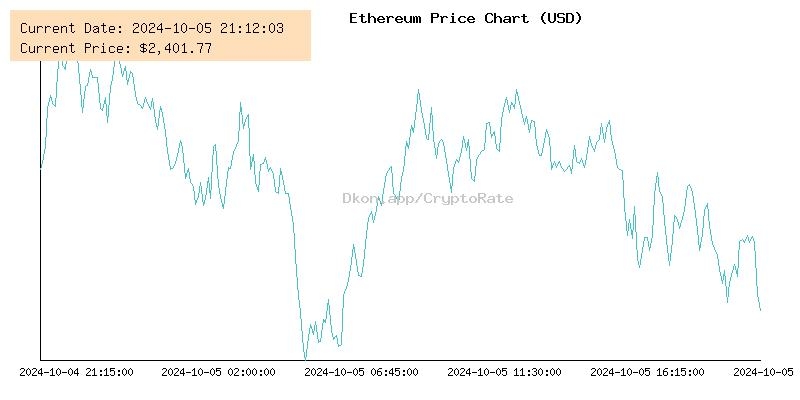 Ethereum Price Chart (USD)
Current Date: 2024-10-05 21:12:03
Current Price: $2,401.77
Dkon.app/CryptoRate
2024-10-04 21:15:00 2024-10-05 02:00:00 2024-10-05 06:45:00 2024-10-05 11:30:00 2024-10-05 16:15:00 2024-10-05